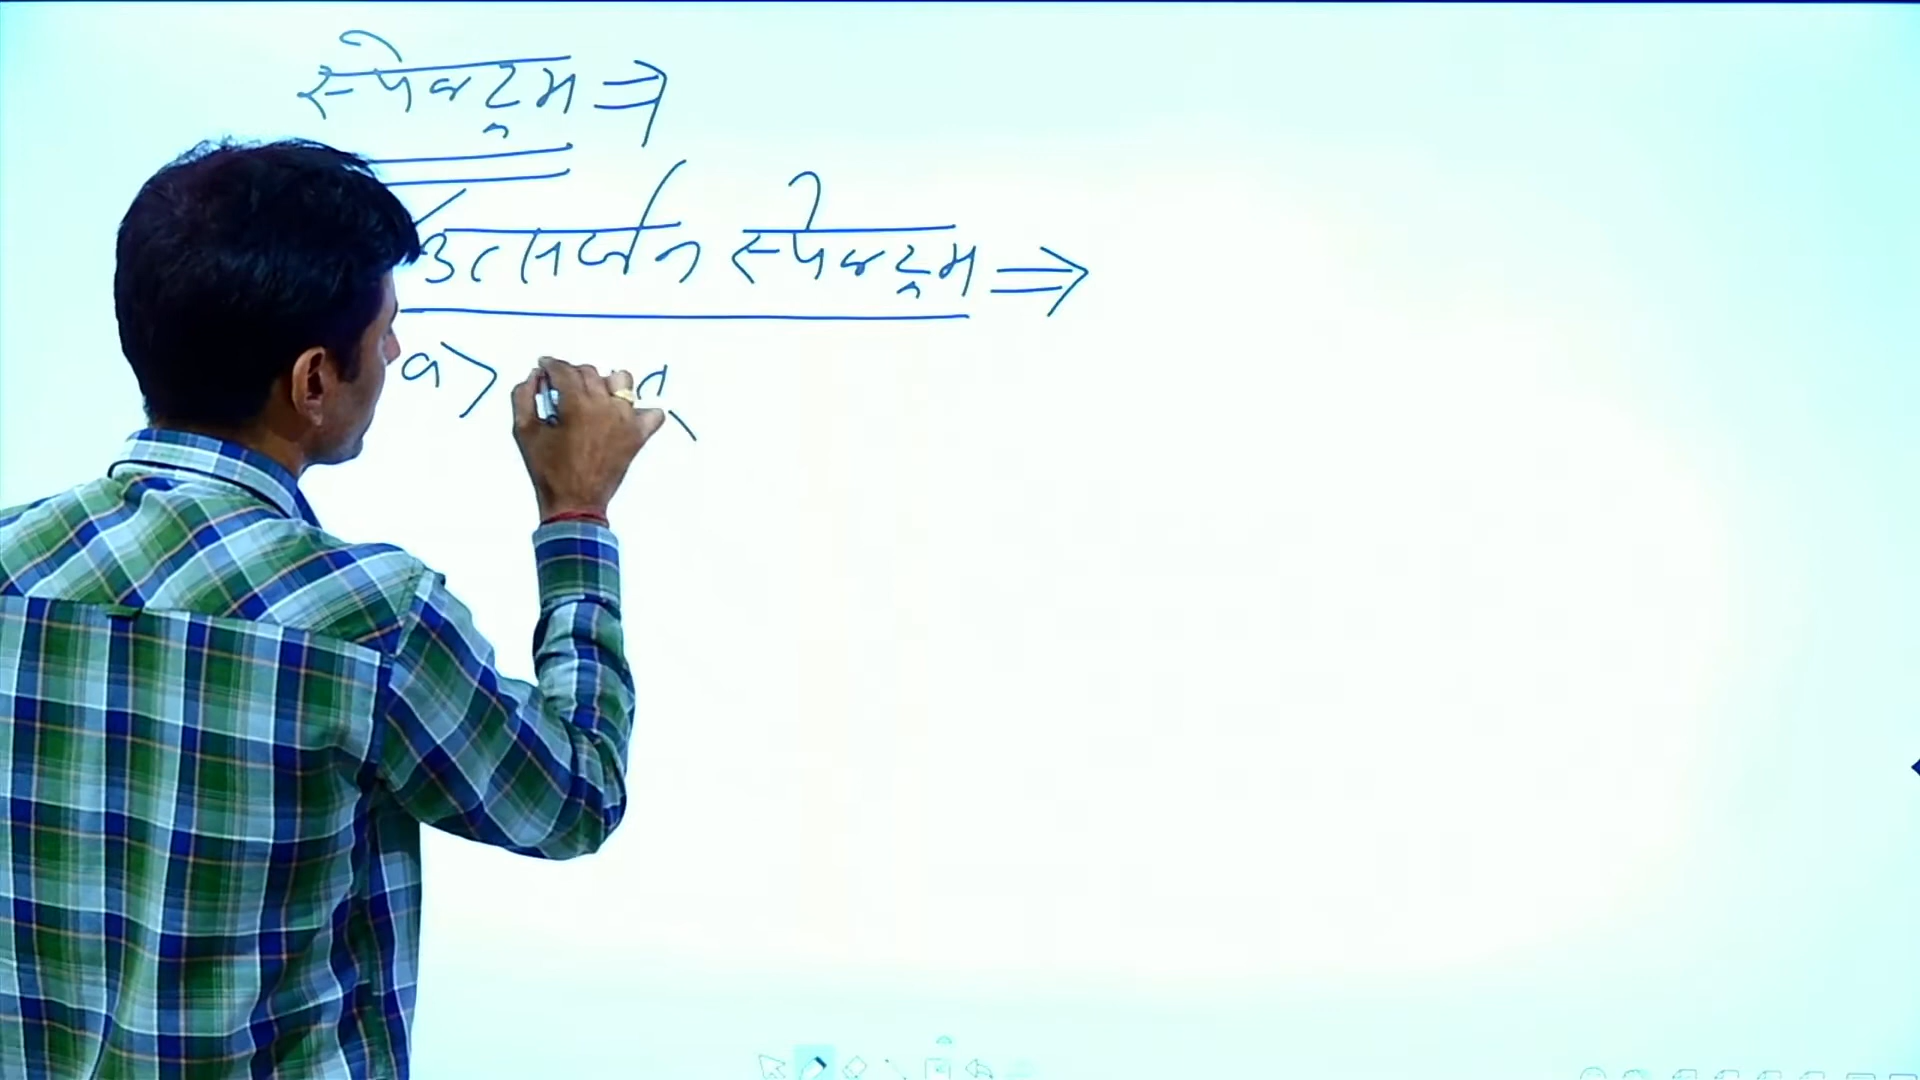 स्पेक्ट्रम ⇒
उत्सर्जन स्पेक्ट्रम ⇒
a>